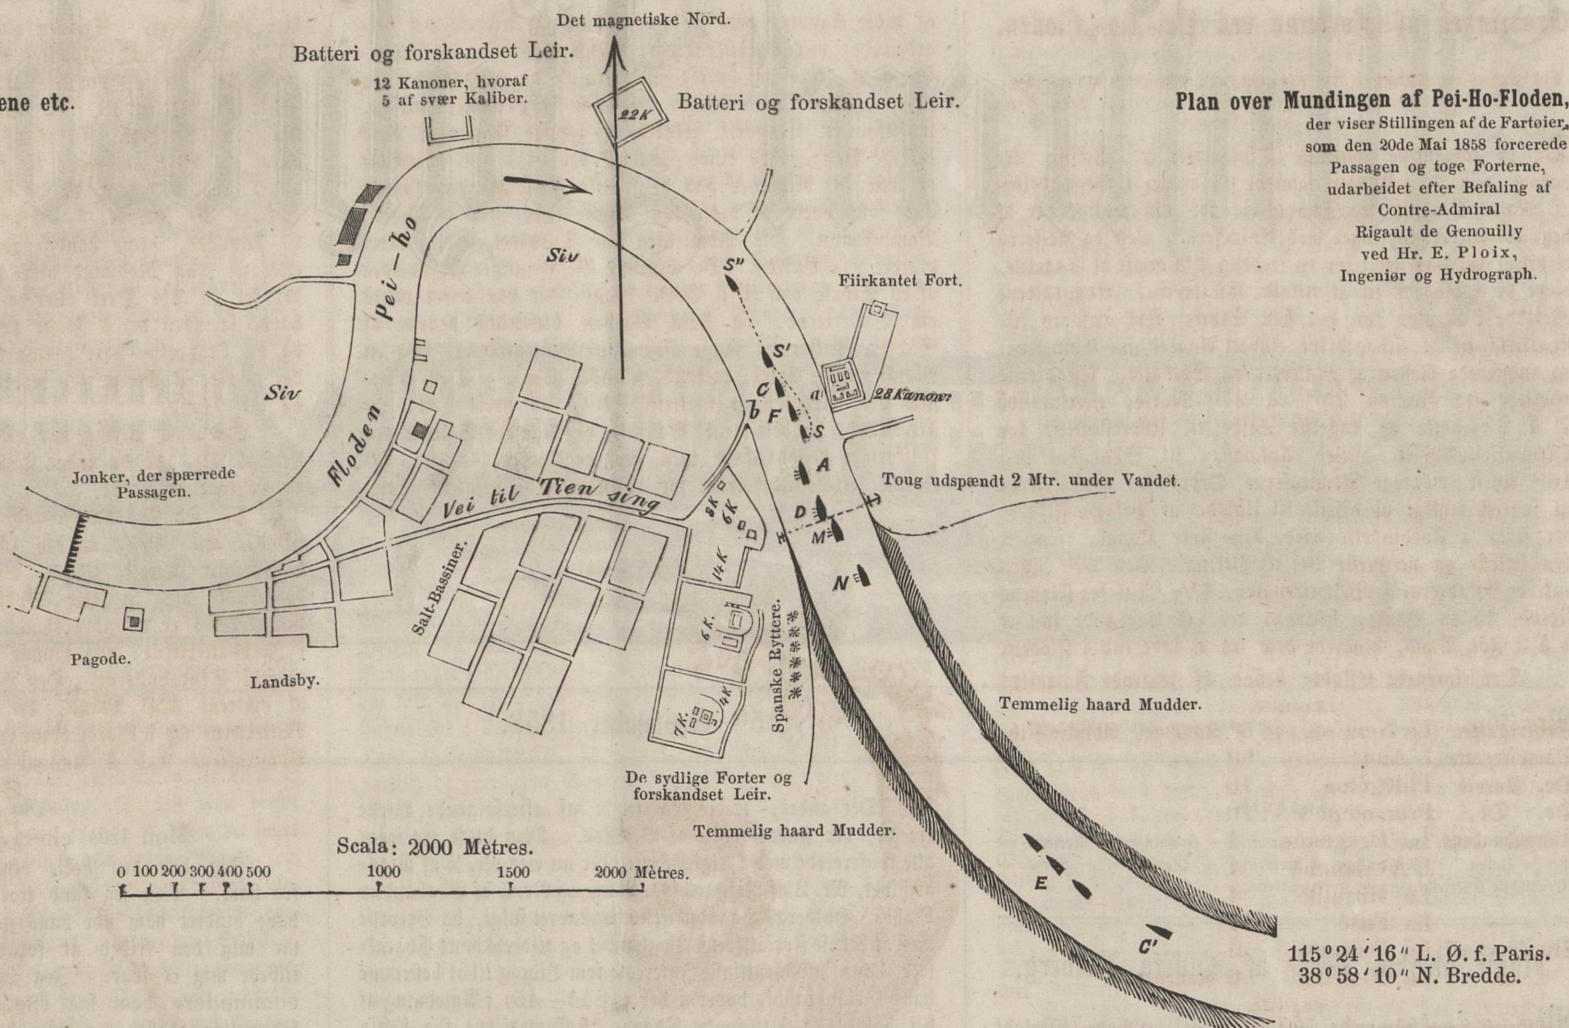 Det magnetiske Nord.
Batteri og forskandset Leir.
12 Kanoner, hvoraf
5 af svær Kaliber.
22K
Batteri og forskandset Leir.
ene etc.
Plan over Mundingen af Pei-Ho-Floden,
der viser Stillingen af de Fartøier,
som den 20de Mai 1858 forcerede
Passagen og toge Forterne,
udarbeidet efter Befaling af
Contre-Admiral
Rigault de Genouilly
ved Hr. E. Ploix,
Ingeniør og Hydrograph.
Pei-ho
Floden
Siv
Siv
S"
Fiirkantet Fort.
S'
C
a
28 Kanon:
b
F
S
A
Jonker, der spærrede
Passagen.
Vei til Tien sing
8K
6K
D
Toug udspændt 2 Mtr. under Vandet.
M
14K
N
Salt-Bassiner.
6K.
Spanske Ryttere.
Pagode.
Landsby.
4K
7K.
Temmelig haard Mudder.
De sydlige Forter og
forskandset Leir.
Temmelig haard Mudder.
Scala: 2000 Mètres.
0 100 200 300 400 500 1000 1500 2000 Mètres.
E
C'
115° 24' 16" L. Ø. f. Paris.
38° 58' 10" N. Bredde.